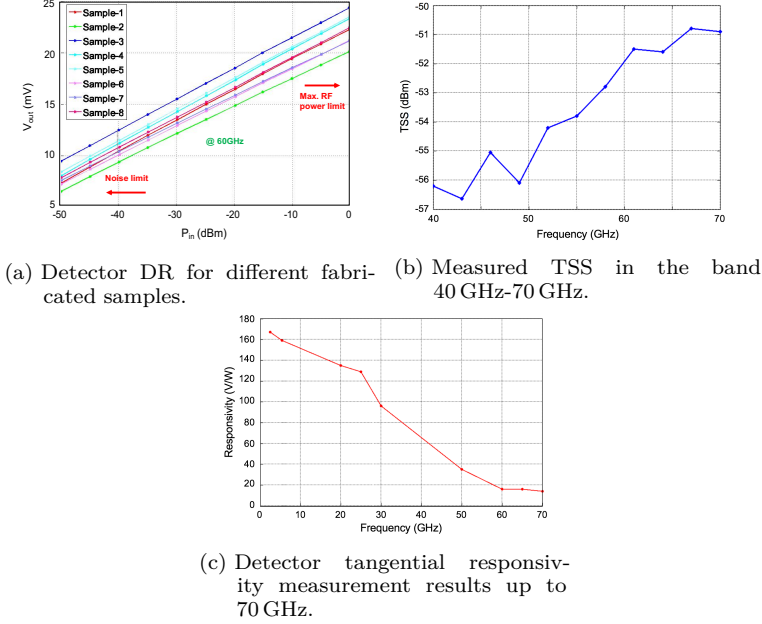 25
20
15
10
5
V_out (mV)
Sample-1
Sample-2
Sample-3
Sample-4
Sample-5
Sample-6
Sample-7
Sample-8
Max. RF
power limit
@ 60GHz
Noise limit
-50 -40 -30 -20 -10 0
P_in (dBm)
-50
-51
-52
-53
-54
-55
-56
-57
TSS (dBm)
40 50 60 70
Frequency (GHz)
(a) Detector DR for different fabri-
cated samples.
(b) Measured TSS in the band
40 GHz-70 GHz.
180
160
140
120
100
80
60
40
20
0
Responsivity (V/W)
0 10 20 30 40 50 60 70
Frequency (GHz)
(c) Detector tangential responsiv-
ity measurement results up to
70 GHz.